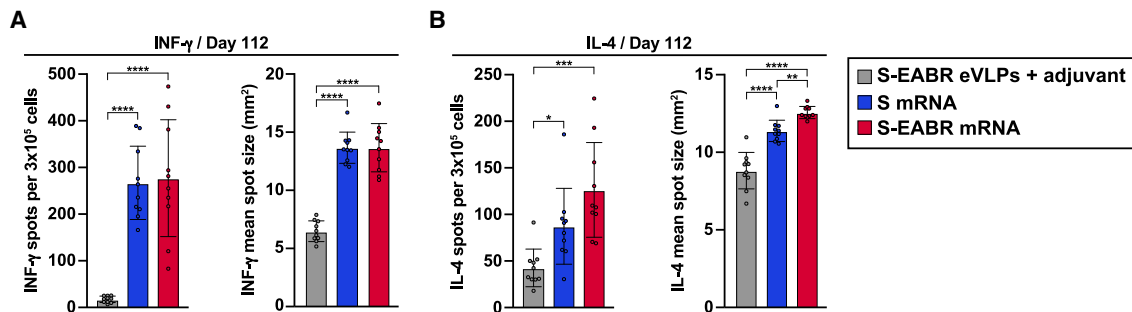 A
INF-γ / Day 112
INF-γ spots per 3x10⁵ cells
500
400
300
200
100
0
****
****
INF-γ mean spot size (mm²)
20
15
10
5
0
****
****
B
IL-4 / Day 112
IL-4 spots per 3x10⁵ cells
250
200
150
100
50
0
***
*
IL-4 mean spot size (mm²)
15
10
5
0
****
****
**
S-EABR eVLPs + adjuvant
S mRNA
S-EABR mRNA